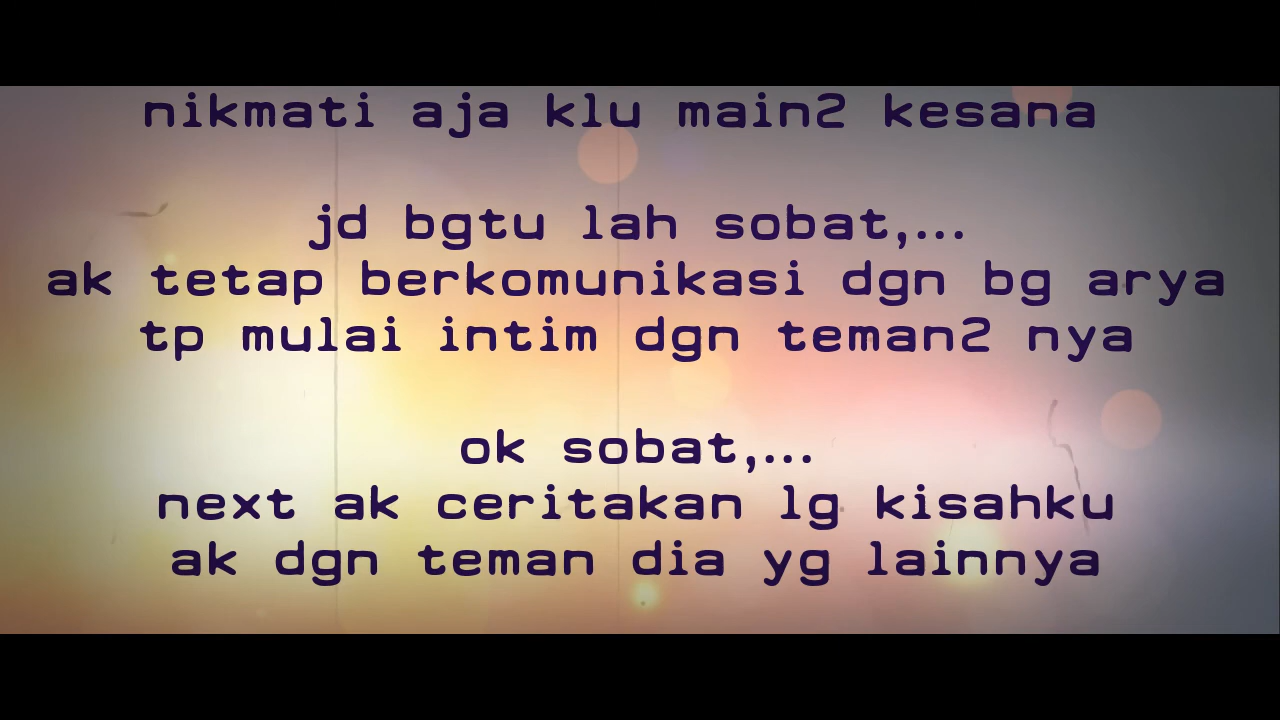 nikmati aja klu main2 kesana
jd bgtu lah sobat,...
ak tetap berkomunikasi dgn bg arya
tp mulai intim dgn teman2 nya
ok sobat,...
next ak ceritakan lg kisahku
ak dgn teman dia yg lainnya